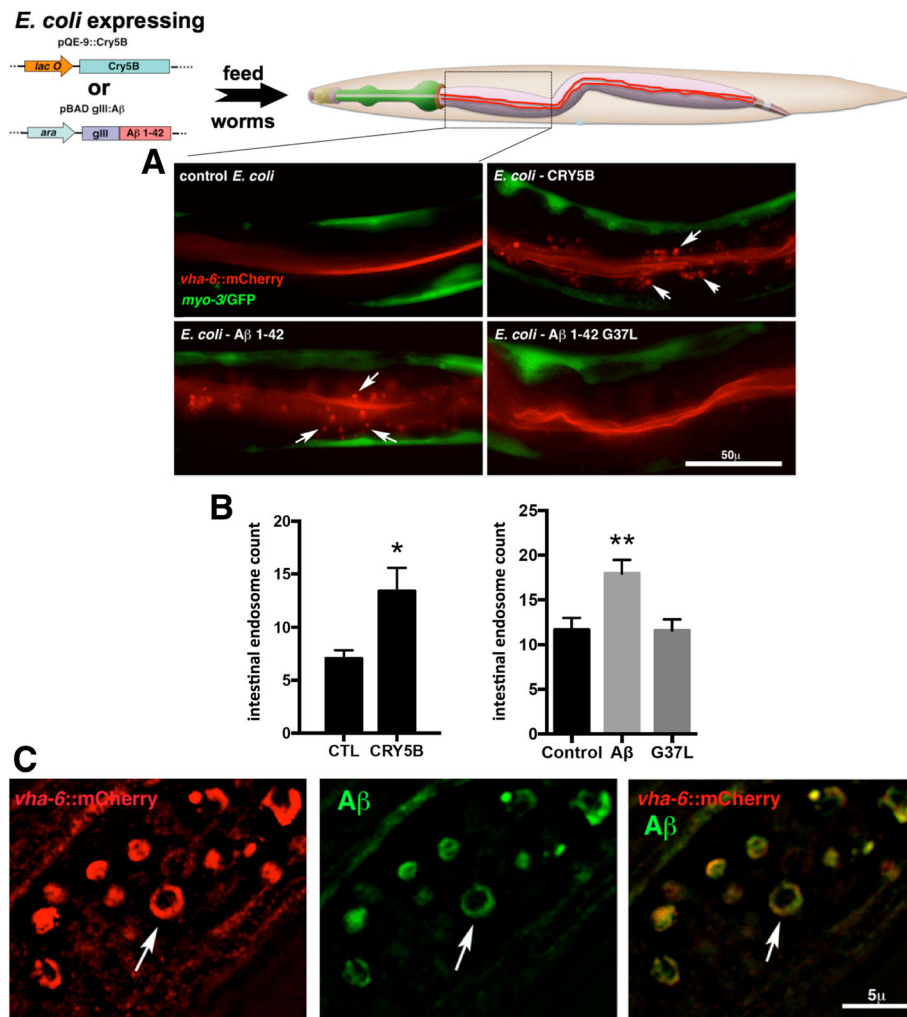 E. coli expressing
pQE-9::Cry5B
lac O Cry5B
or
pBAD gIII:Aβ
ara gIII Aβ 1-42
feed
worms
A
control E. coli
vha-6::mCherry
myo-3/GFP
E. coli - CRY5B
E. coli - Aβ 1-42
E. coli - Aβ 1-42 G37L
50µ
B
intestinal endosome count
20
15
10
5
0
*
CTL CRY5B
intestinal endosome count
25
20
15
10
5
0
**
Control Aβ G37L
C
vha-6::mCherry
Aβ
vha-6::mCherry
Aβ
5µ